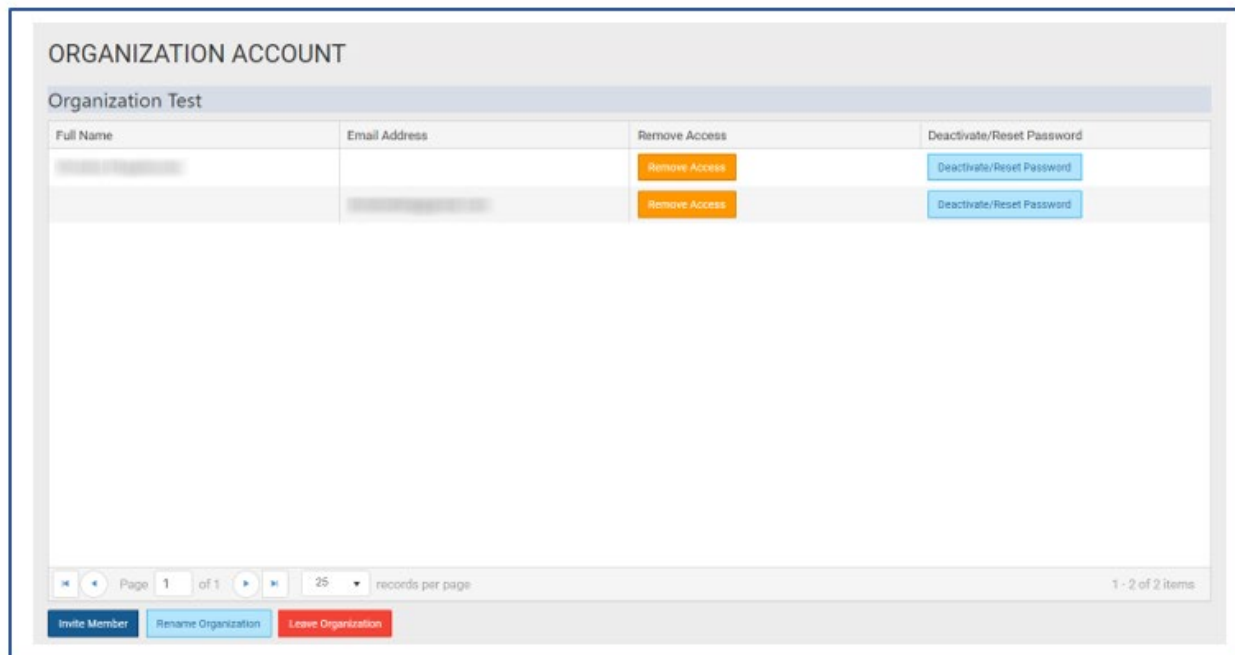 ORGANIZATION ACCOUNT
Organization Test
Full Name Email Address Remove Access Deactivate/Reset Password
Remove Access Deactivate/Reset Password
Remove Access Deactivate/Reset Password
Page 1 of 1 25 records per page 1 - 2 of 2 items
Invite Member Rename Organization Leave Organization